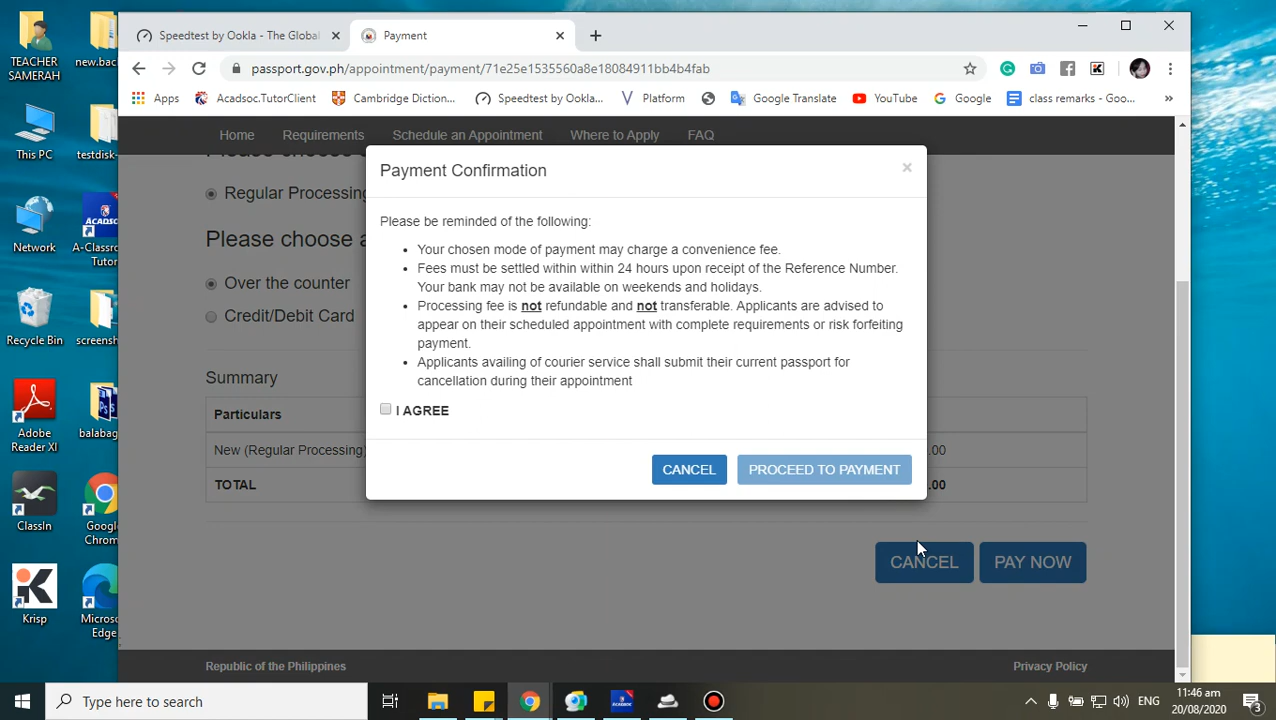 TEACHER
SAMERAH
new.back
This PC
testdisk-
Network
ACADSOC
A-Classroom
Tutor
Recycle Bin
screensh
Adobe
Reader XI
balabag
ClassIn
Google
Chrom
Krisp
Micros
Edge
Speedtest by Ookla - The Global
Payment
passport.gov.ph/appointment/payment/71e25e1535560a8e18084911bb4b4fab
Apps
Acadsoc.TutorClient
Cambridge Diction...
Speedtest by Ookla...
Platform
Google Translate
YouTube
Google
class remarks - Goo...
»
Home
Requirements
Schedule an Appointment
Where to Apply
FAQ
Regular Processing
Please choose a
Over the counter
Credit/Debit Card
Summary
Particulars
New (Regular Processing)
.00
TOTAL
.00
Payment Confirmation
×
Please be reminded of the following:
• Your chosen mode of payment may charge a convenience fee.
• Fees must be settled within within 24 hours upon receipt of the Reference Number.
Your bank may not be available on weekends and holidays.
• Processing fee is not refundable and not transferable. Applicants are advised to
appear on their scheduled appointment with complete requirements or risk forfeiting
payment.
• Applicants availing of courier service shall submit their current passport for
cancellation during their appointment
I AGREE
CANCEL
PROCEED TO PAYMENT
CANCEL
PAY NOW
Republic of the Philippines
Privacy Policy
Type here to search
ENG
11:46 am
20/08/2020
3